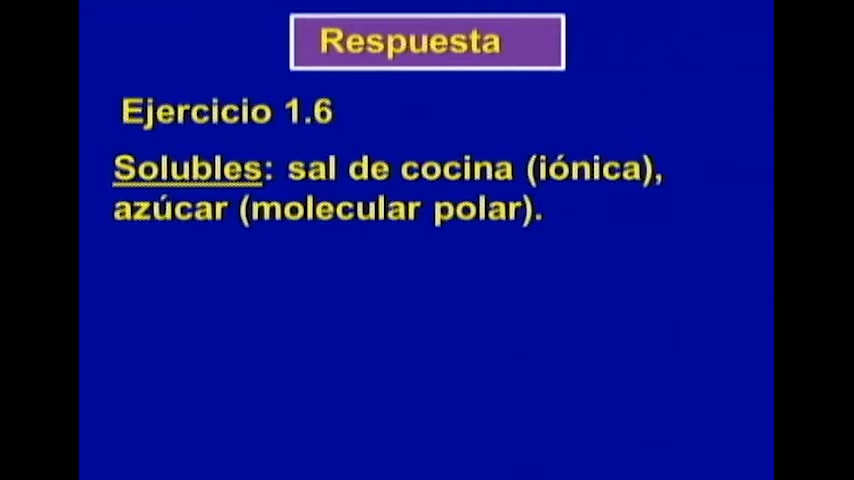 Respuesta
Ejercicio 1.6
Solubles: sal de cocina (iónica),
azúcar (molecular polar).